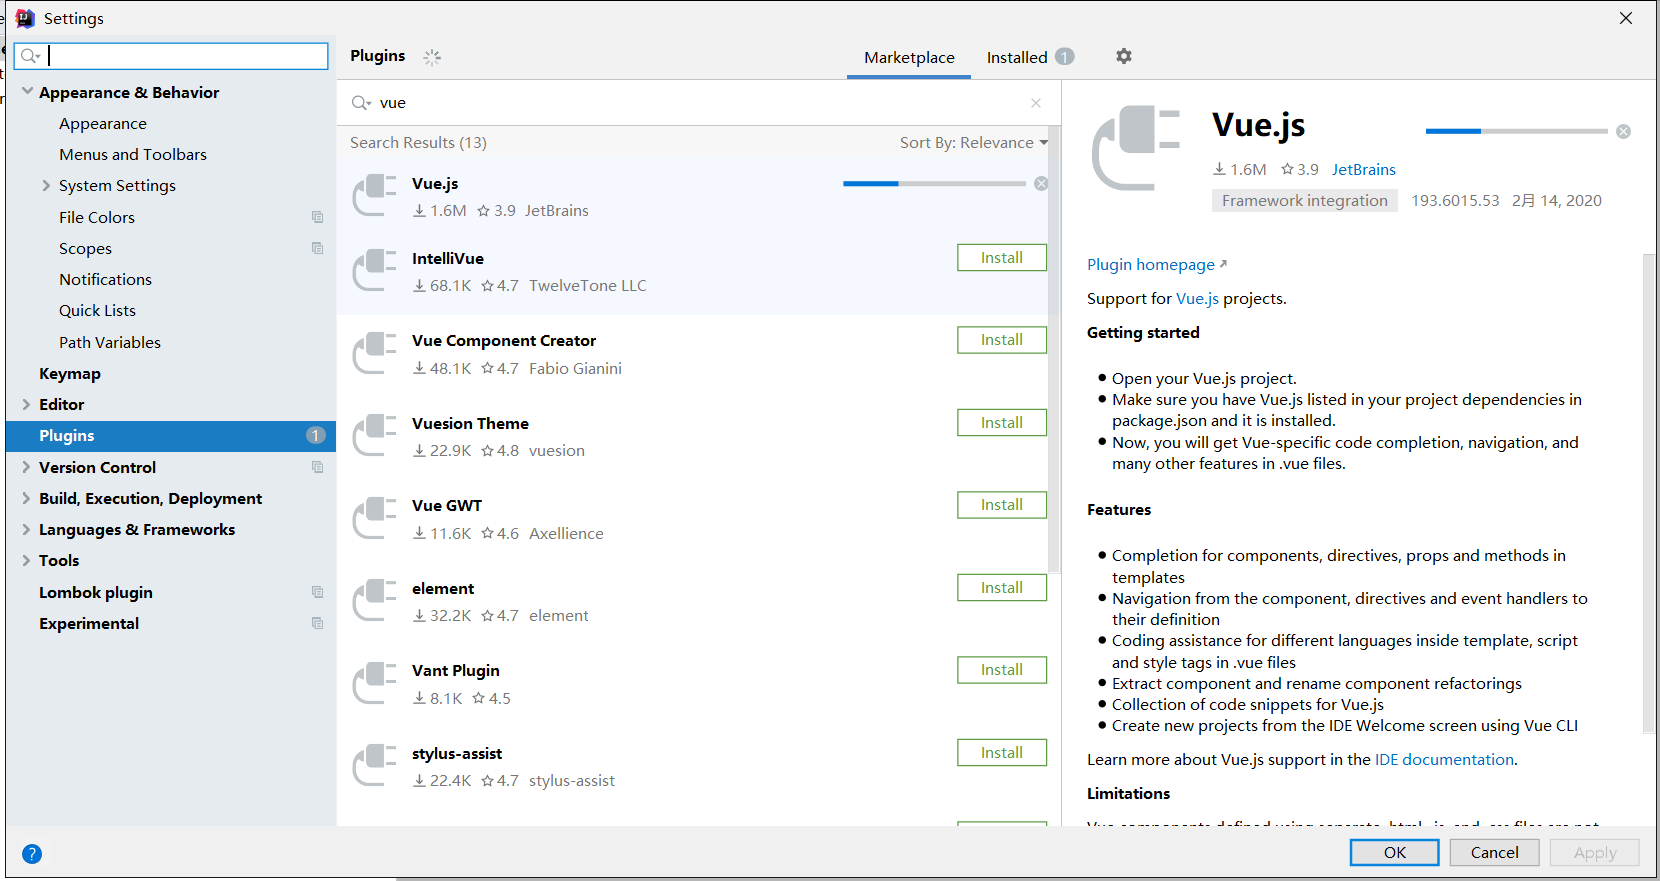 Settings
Plugins
Marketplace
Installed 1
Appearance & Behavior
Appearance
Menus and Toolbars
System Settings
File Colors
Scopes
Notifications
Quick Lists
Path Variables
Keymap
Editor
Plugins 1
Version Control
Build, Execution, Deployment
Languages & Frameworks
Tools
Lombok plugin
Experimental
vue
Search Results (13) Sort By: Relevance
Vue.js
1.6M 3.9 JetBrains
IntelliVue Install
68.1K 4.7 TwelveTone LLC
Vue Component Creator Install
48.1K 4.7 Fabio Gianini
Vuesion Theme Install
22.9K 4.8 vuesion
Vue GWT Install
11.6K 4.6 Axellience
element Install
32.2K 4.7 element
Vant Plugin Install
8.1K 4.5
stylus-assist Install
22.4K 4.7 stylus-assist
Vue.js
1.6M 3.9 JetBrains
Framework integration 193.6015.53 2月 14, 2020
Plugin homepage
Support for Vue.js projects.
Getting started
Open your Vue.js project.
Make sure you have Vue.js listed in your project dependencies in
package.json and it is installed.
Now, you will get Vue-specific code completion, navigation, and
many other features in .vue files.
Features
Completion for components, directives, props and methods in
templates
Navigation from the component, directives and event handlers to
their definition
Coding assistance for different languages inside template, script
and style tags in .vue files
Extract component and rename component refactorings
Collection of code snippets for Vue.js
Create new projects from the IDE Welcome screen using Vue CLI
Learn more about Vue.js support in the IDE documentation.
Limitations
Vue components defined using separate .html, .js, and .css files are not
?
OK
Cancel
Apply